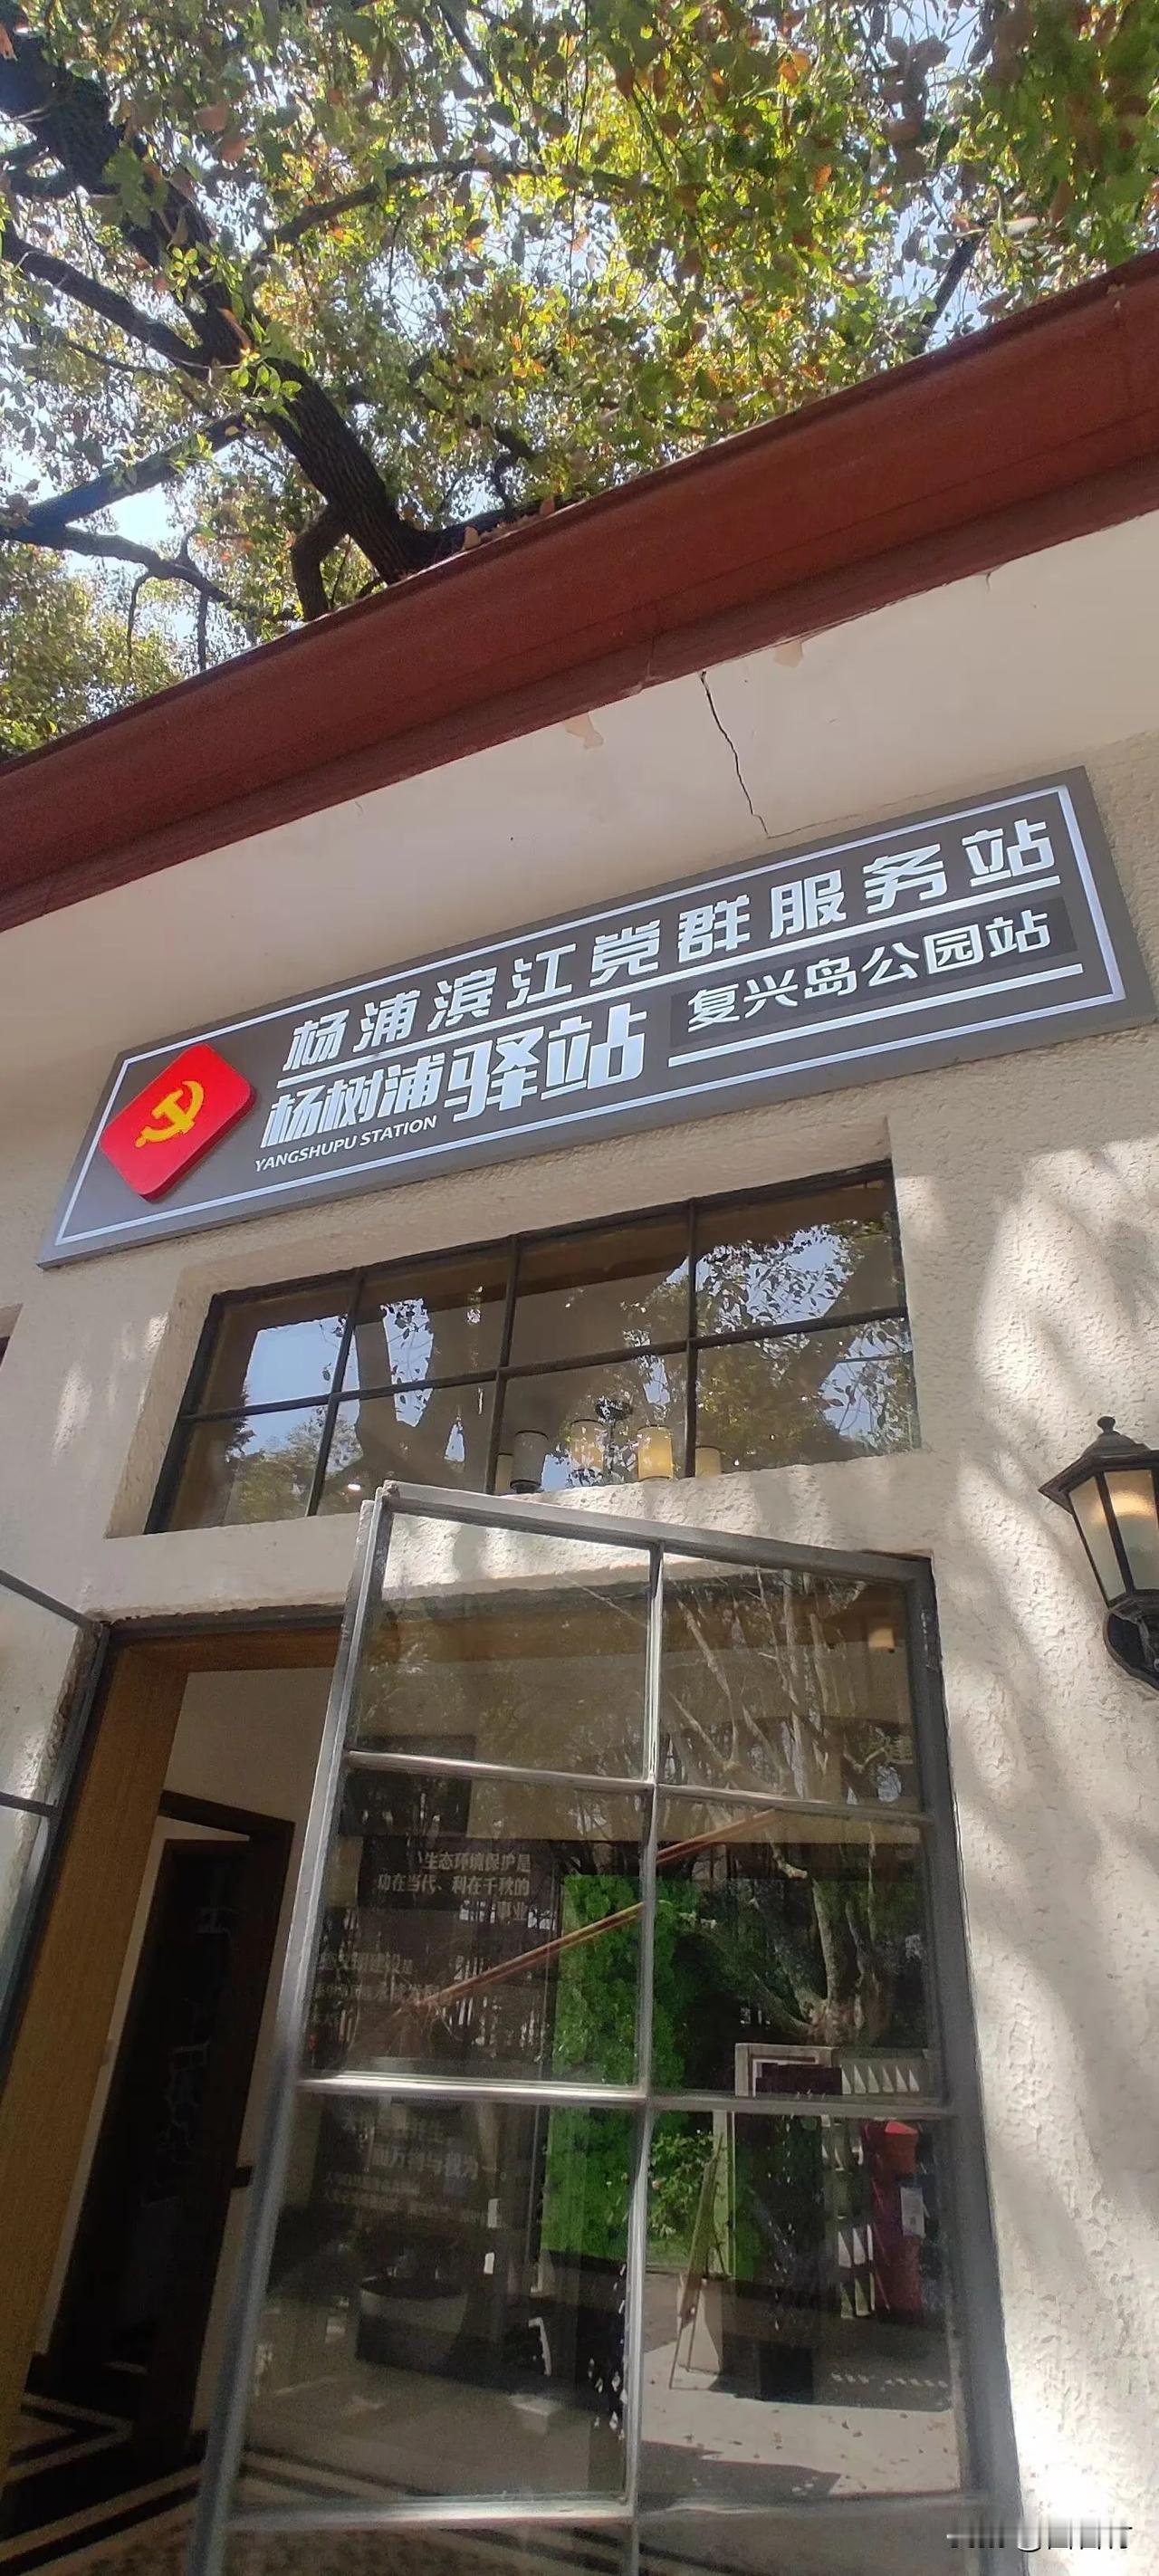 杨浦滨江党群服务站
杨树浦驿站
复兴岛公园站
YANGSHUPU STATION
生态环境保护是
功在当代、利在千秋的
事业